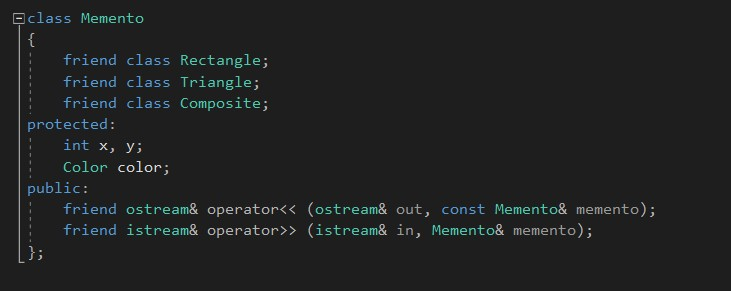 class Memento
{
    friend class Rectangle;
    friend class Triangle;
    friend class Composite;
protected:
    int x, y;
    Color color;
public:
    friend ostream& operator<< (ostream& out, const Memento& memento);
    friend istream& operator>> (istream& in, Memento& memento);
};